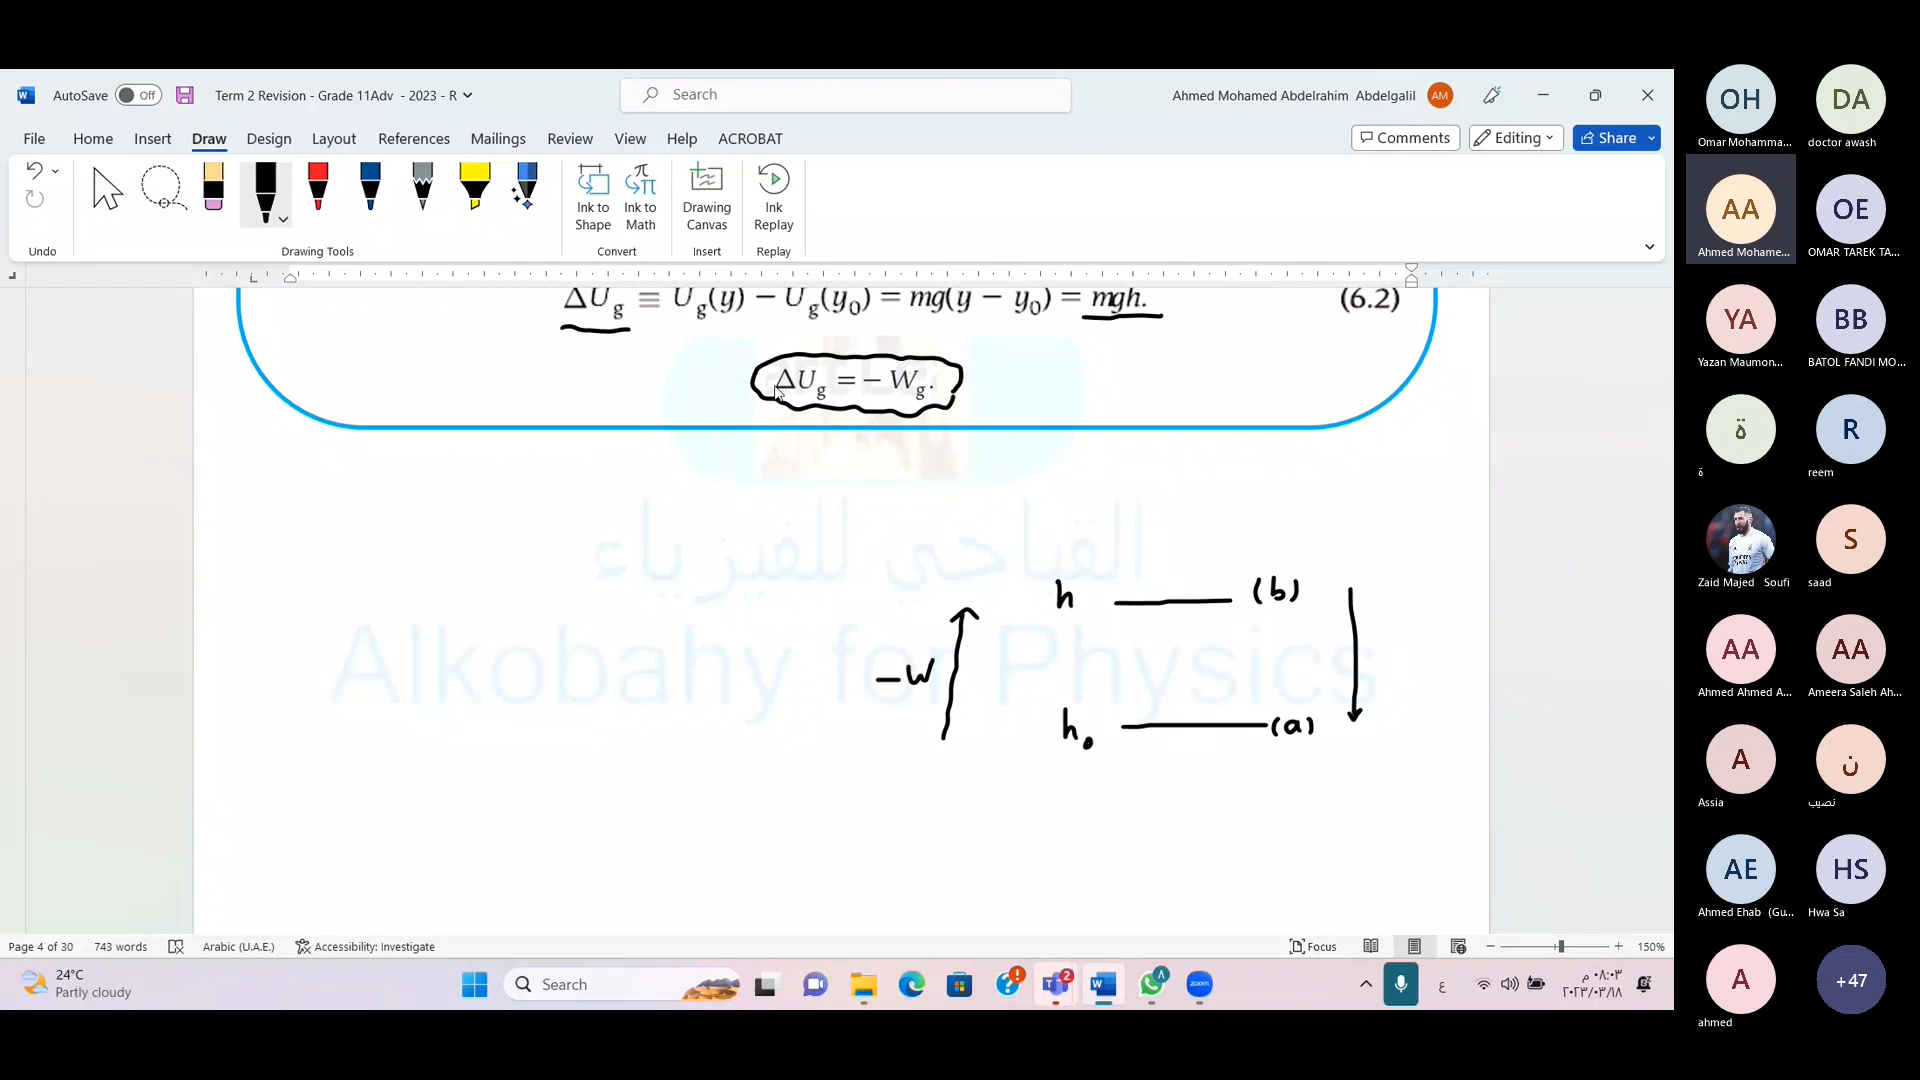 AutoSave Off Term 2 Revision - Grade 11Adv - 2023 - R Search Ahmed Mohamed Abdelrahim Abdelgalil AM
File Home Insert Draw Design Layout References Mailings Review View Help ACROBAT Comments Editing Share
Ink to Shape
Ink to Math
Drawing Canvas
Ink Replay
Undo Drawing Tools Convert Insert Replay
ΔU_g ≡ U_g(y) − U_g(y_0) = mg(y − y_0) = mgh. (6.2)
ΔU_g = − W_g.
القباحي للفيزياء
Alkobahy for Physics
h (b)
−W
h₀ (a)
Page 4 of 30 743 words Arabic (U.A.E.) Accessibility: Investigate Focus 150%
24°C
Partly cloudy
Search
zoom
ع
٠٨:٠٣ م
٢٠٢٣/٠٣/١٨
OH
Omar Mohamma...
DA
doctor awash
AA
Ahmed Mohame...
OE
OMAR TAREK TA...
YA
Yazan Maumon...
BB
BATOL FANDI MO...
ة
ة
R
reem
Zaid Majed Soufi
S
saad
AA
Ahmed Ahmed A...
AA
Ameera Saleh Ah...
A
Assia
ن
نصيب
AE
Ahmed Ehab (Gu...
HS
Hwa Sa
A
ahmed
+47